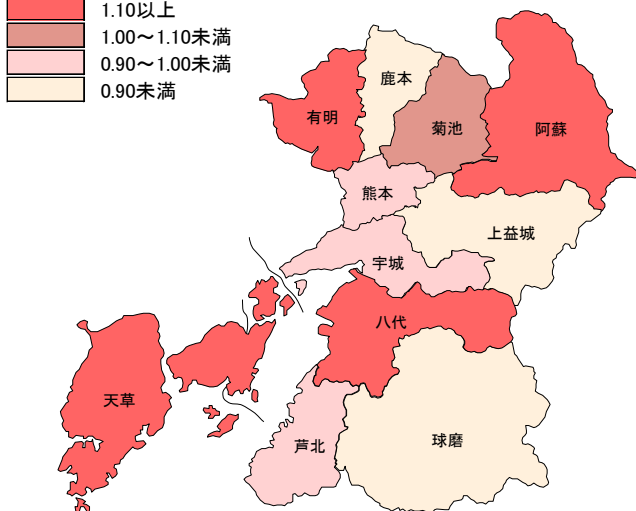 1.10以上
1.00～1.10未満
0.90～1.00未満
0.90未満
鹿本
有明
菊池
阿蘇
熊本
上益城
宇城
八代
天草
芦北
球磨